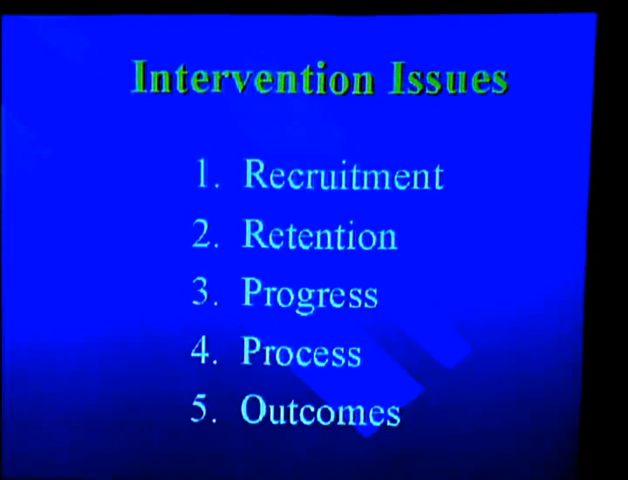 Intervention Issues
1. Recruitment
2. Retention
3. Progress
4. Process
5. Outcomes